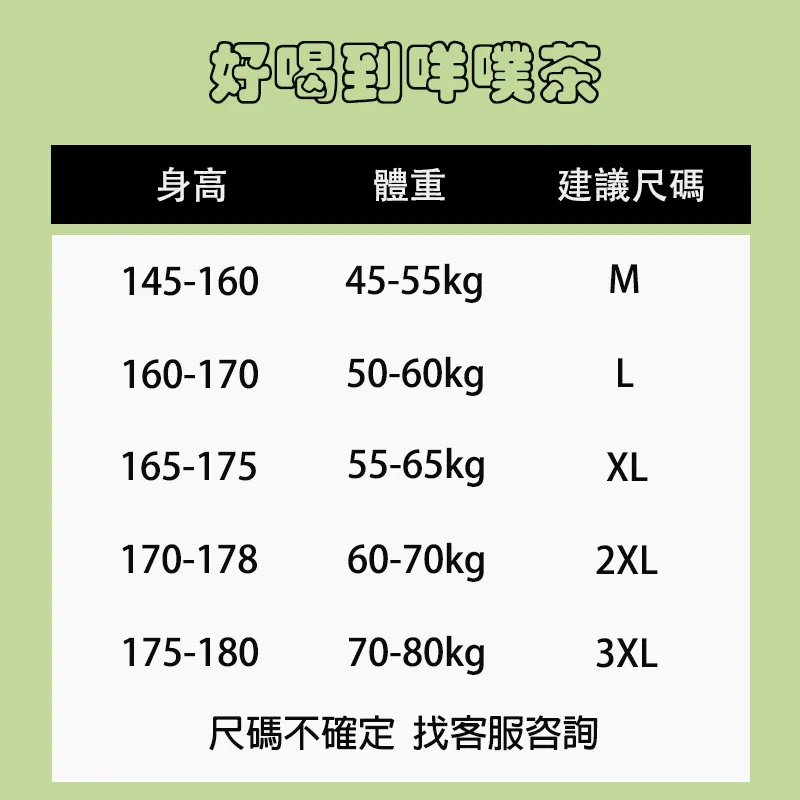 好喝到咩噗茶
身高 體重 建議尺碼
145-160 45-55kg M
160-170 50-60kg L
165-175 55-65kg XL
170-178 60-70kg 2XL
175-180 70-80kg 3XL
尺碼不確定 找客服咨詢